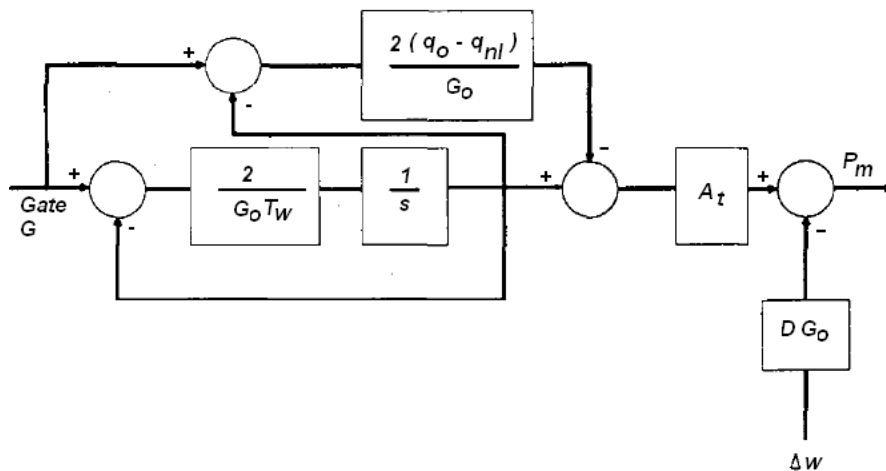 +
-
2 ( q_o - q_nl )
G_o
-
+
-
2
G_o T_w
1
s
+
A_t
+
-
P_m
Gate
G
D G_o
Δw